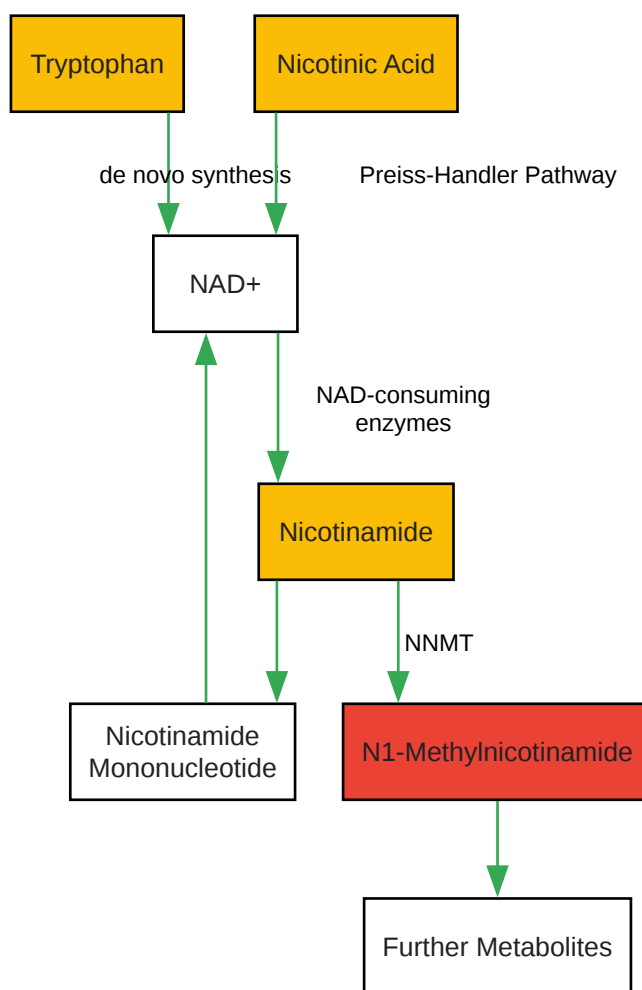 Tryptophan
Nicotinic Acid
de novo synthesis
Preiss-Handler Pathway
NAD+
NAD-consuming
enzymes
Nicotinamide
NNMT
Nicotinamide
Mononucleotide
N1-Methylnicotinamide
Further Metabolites